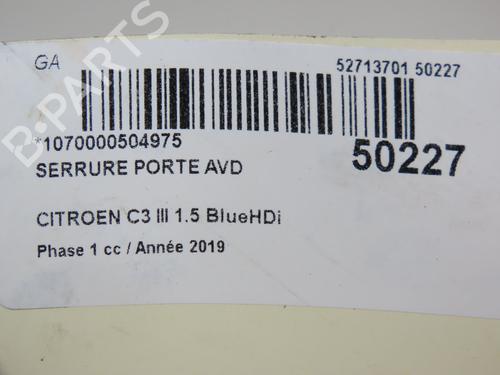 GA
52713701 50227
B-PARTS
*1070000504975
50227
SERRURE PORTE AVD
CITROEN C3 III 1.5 BlueHDi
Phase 1 cc / Année 2019